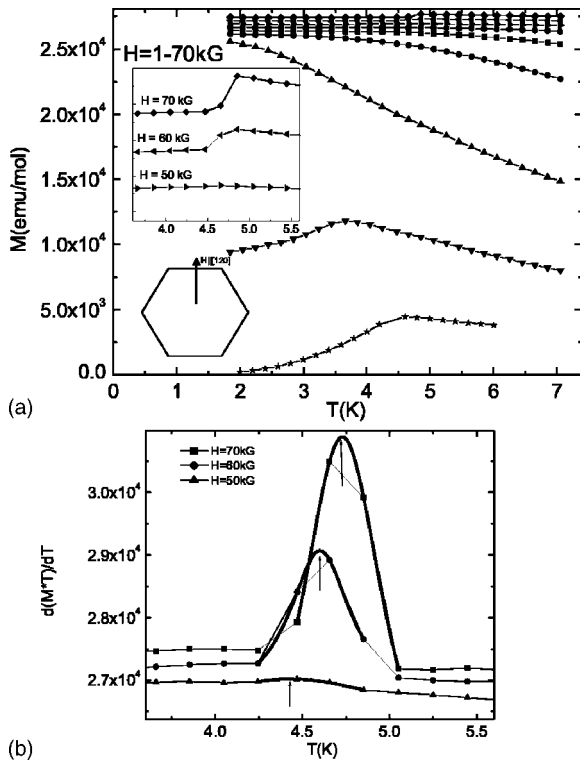 H=1-70kG
H = 70 kG
H = 60 kG
H = 50 kG
4.0 4.5 5.0 5.5
H||[120]
2.5x10⁴
2.0x10⁴
1.5x10⁴
1.0x10⁴
5.0x10³
0.0
M(emu/mol)
0 1 2 3 4 5 6 7 8
(a)
T(K)
H=70kG
H=60kG
H=50kG
3.0x10⁴
2.9x10⁴
2.8x10⁴
2.7x10⁴
d(M*T)/dT
4.0 4.5 5.0 5.5
(b)
T(K)